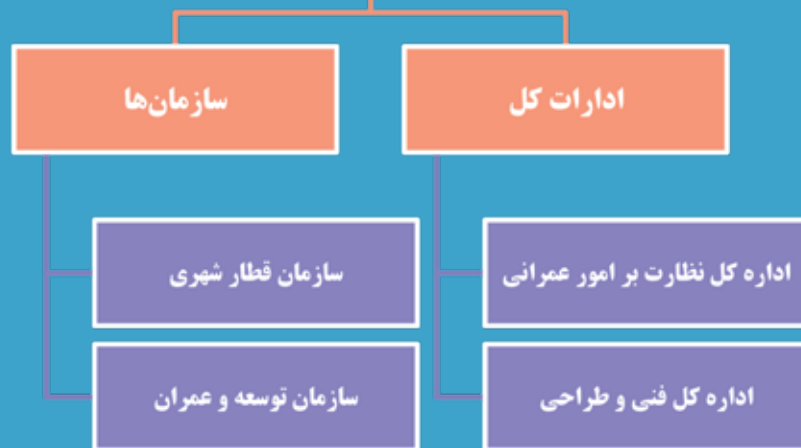 ادارات کل
سازمان‌ها
اداره کل نظارت بر امور عمرانی
سازمان قطار شهری
اداره کل فنی و طراحی
سازمان توسعه و عمران